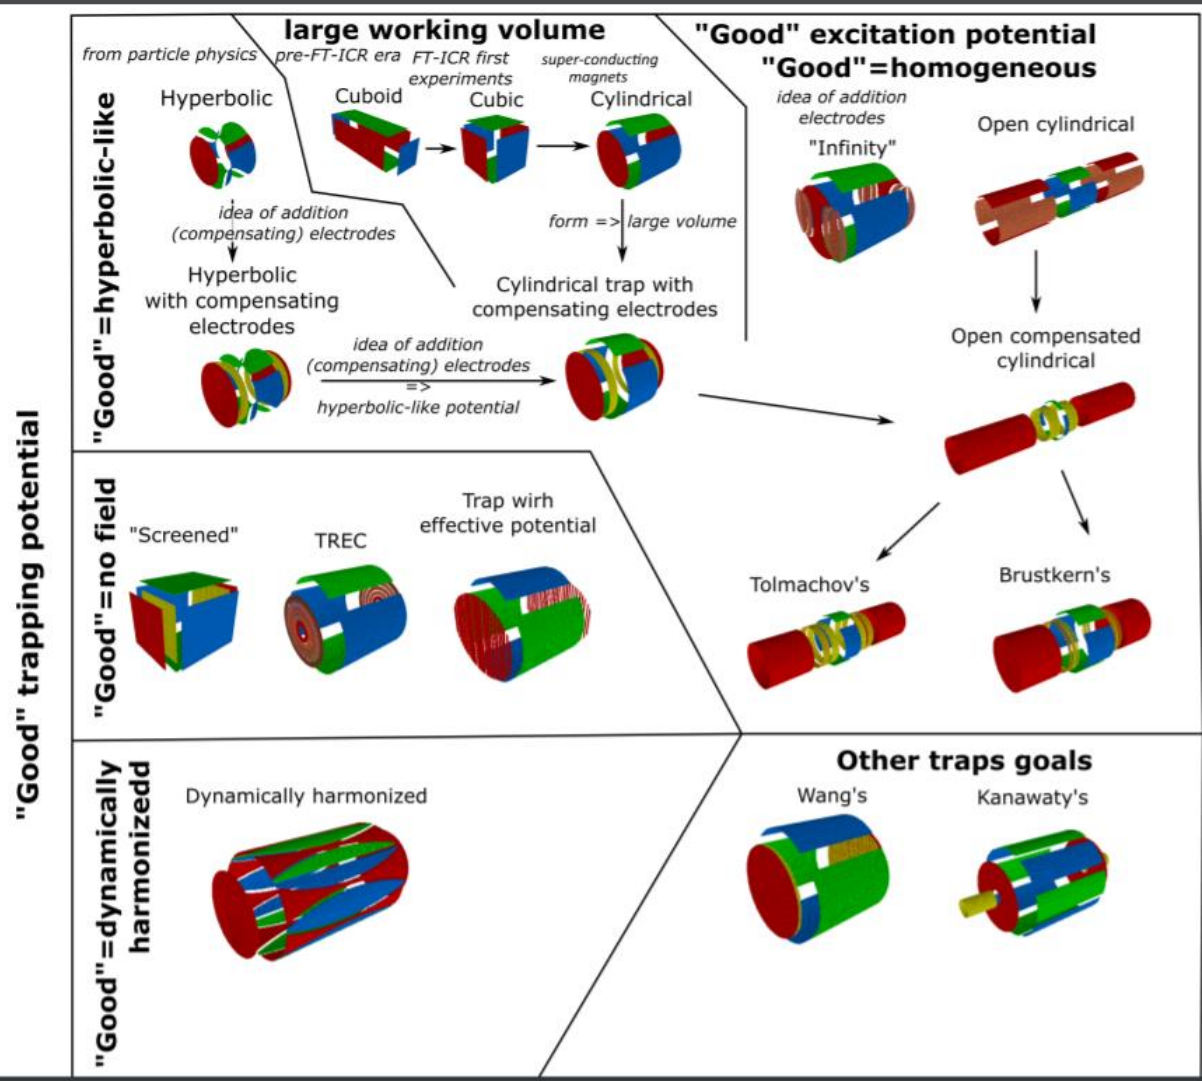 "Good" trapping potential
"Good"=hyperbolic-like
from particle physics
Hyperbolic
idea of addition
(compensating) electrodes
Hyperbolic
with compensating
electrodes
idea of addition
(compensating) electrodes
=>
hyperbolic-like potential
large working volume
pre-FT-ICR era
Cuboid
FT-ICR first
experiments
Cubic
super-conducting
magnets
Cylindrical
form => large volume
Cylindrical trap with
compensating electrodes
"Good" excitation potential
"Good"=homogeneous
idea of addition
electrodes
"Infinity"
Open cylindrical
Open compensated
cylindrical
Tolmachov's
Brustkern's
"Good"=no field
"Screened"
TREC
Trap wirh
effective potential
"Good"=dynamically
harmonizedd
Dynamically harmonized
Other traps goals
Wang's
Kanawaty's